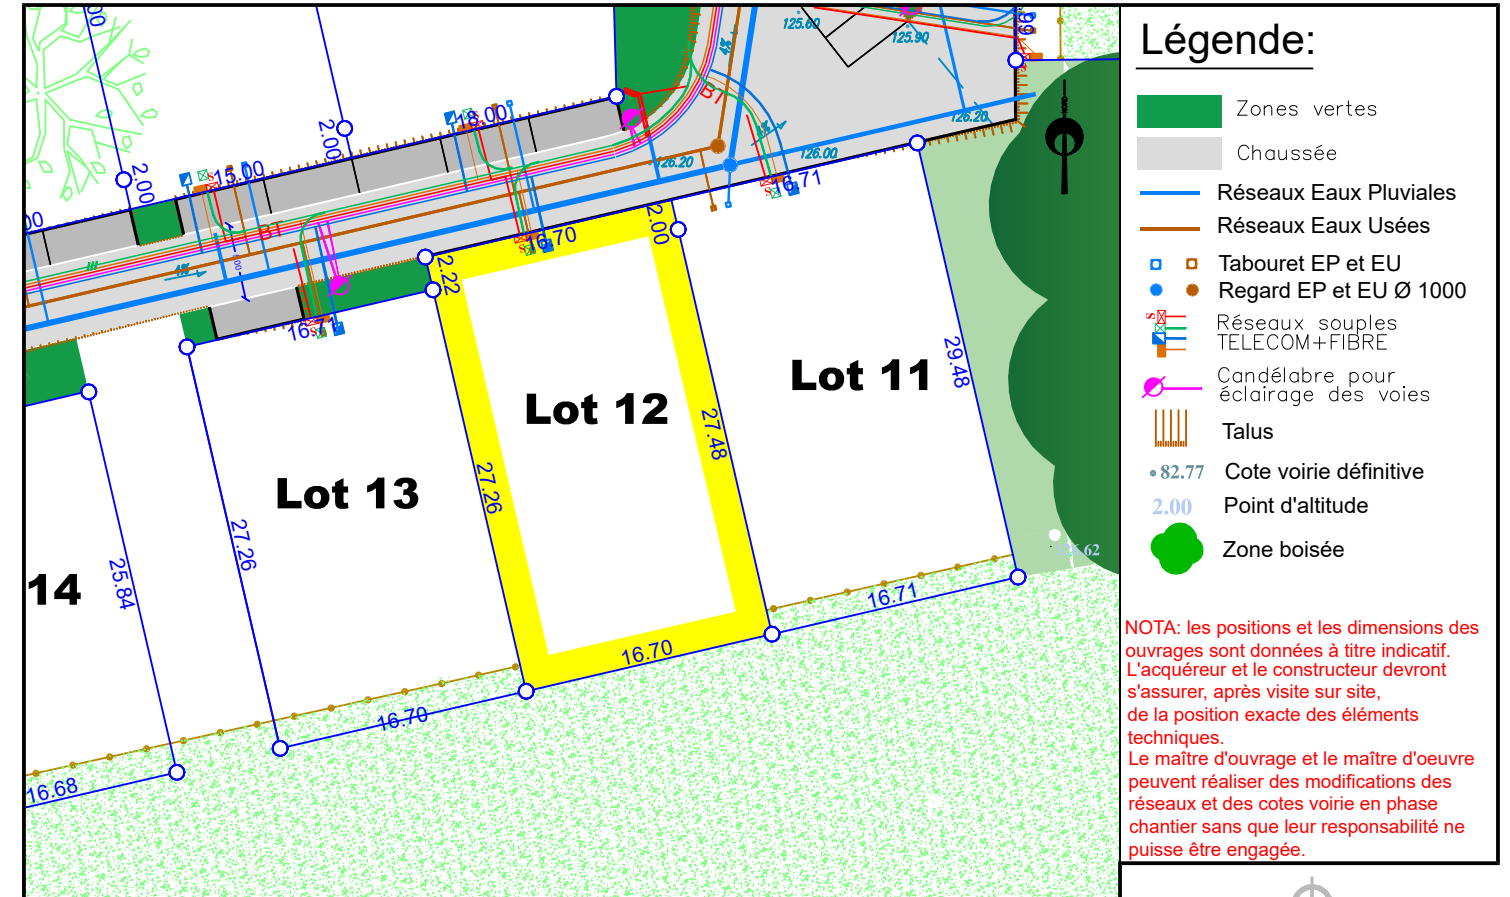 Légende:
Zones vertes
Chaussée
Réseaux Eaux Pluviales
Réseaux Eaux Usées
Tabouret EP et EU
Regard EP et EU Ø 1000
S
Réseaux souples
TELECOM+FIBRE
Candélabre pour
éclairage des voies
Talus
82.77 Cote voirie définitive
2.00 Point d'altitude
Zone boisée
NOTA: les positions et les dimensions des
ouvrages sont données à titre indicatif.
L'acquéreur et le constructeur devront
s'assurer, après visite sur site,
de la position exacte des éléments
techniques.
Le maître d'ouvrage et le maître d'oeuvre
peuvent réaliser des modifications des
réseaux et des cotes voirie en phase
chantier sans que leur responsabilité ne
puisse être engagée.
125.60
125.90
126.20
126.00
126.20
4%
4%
BT
BT
18.00
15.00
2.00
2.00
2.00
2.22
16.71
16.70
Lot 11
29.48
Lot 12
27.48
27.26
Lot 13
27.26
14
25.84
16.71
16.70
16.70
16.68